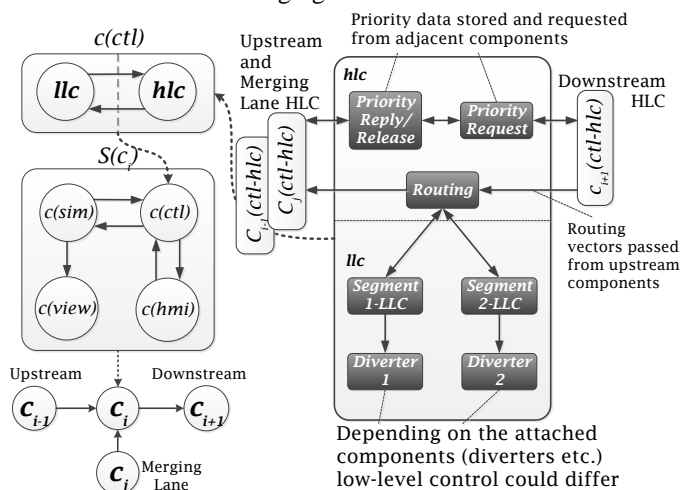 Priority data stored and requested
from adjacent components
c(ctl)
llc
hlc
Upstream
and
Merging
Lane HLC
hlc
Downstream
HLC
Priority
Reply/
Release
Priority
Request
C_{i-1}(ctl-hlc)
C_j(ctl-hlc)
c_{i+1}(ctl-hlc)
S(c_i)
c(sim)
c(ctl)
c(view)
c(hmi)
Routing
Routing
vectors passed
from upstream
components
llc
Segment
1-LLC
Segment
2-LLC
Diverter
1
Diverter
2
Upstream
Downstream
c_{i-1}
c_i
c_{i+1}
c_j
Merging
Lane
Depending on the attached
components (diverters etc.)
low-level control could differ